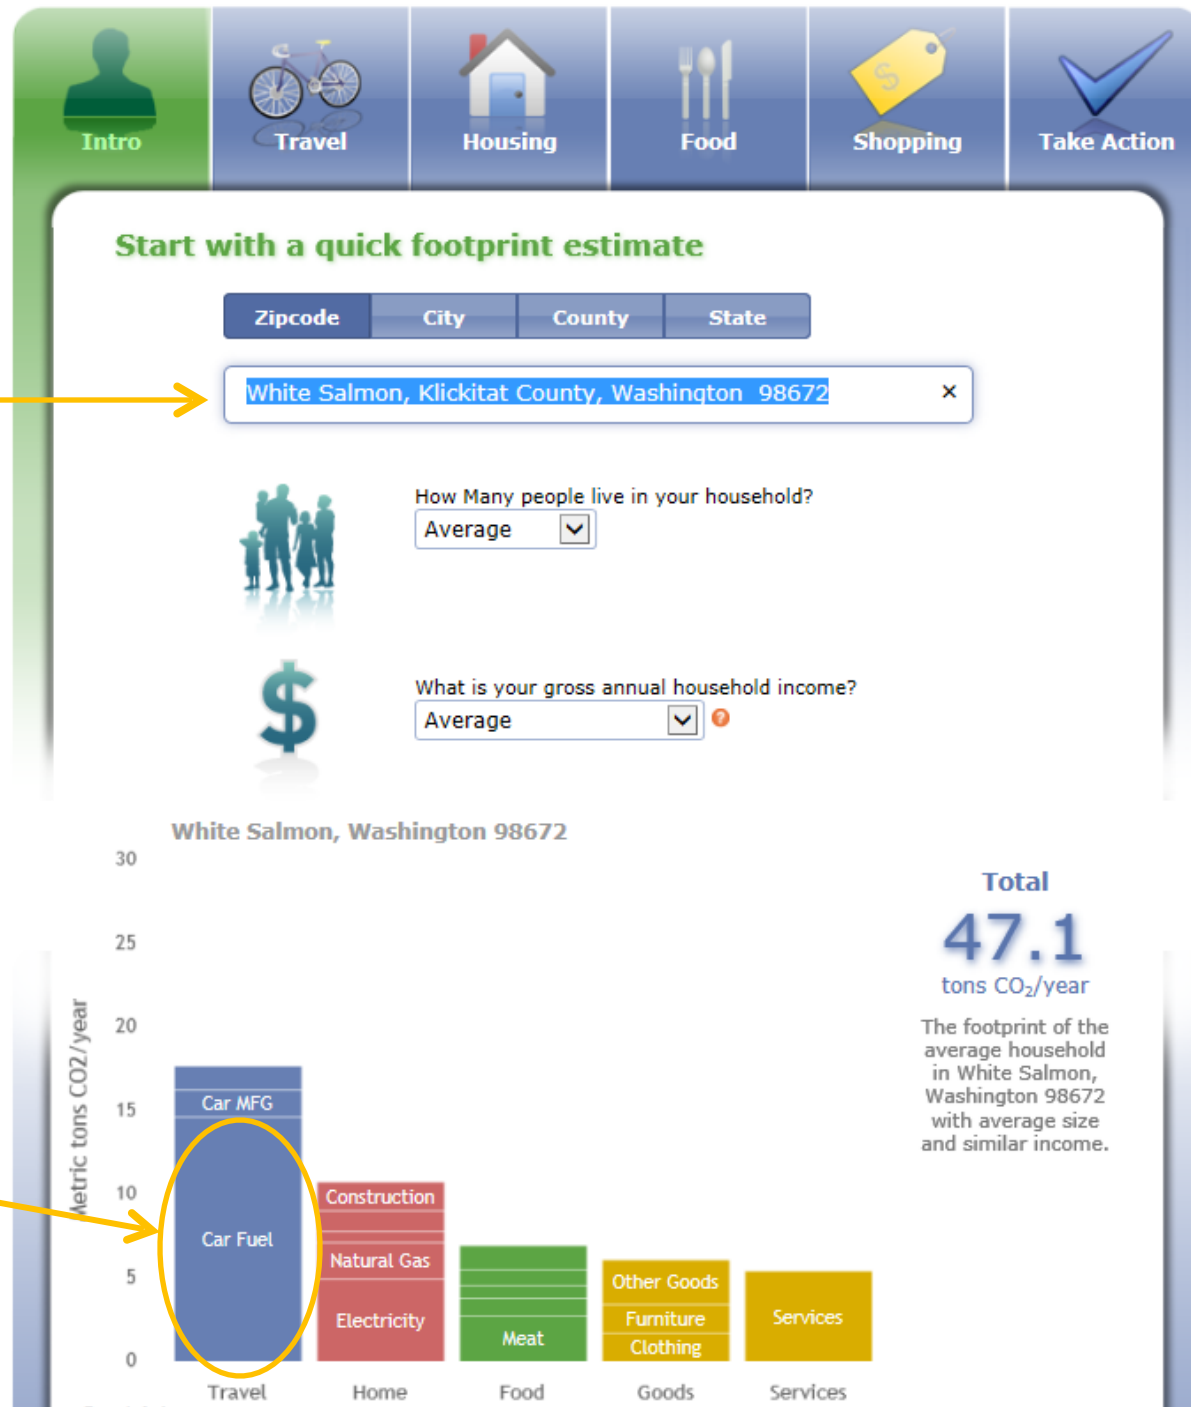 Intro
Travel
Housing
Food
Shopping
Take Action
Start with a quick footprint estimate
Zipcode
City
County
State
White Salmon, Klickitat County, Washington 98672 ×
How Many people live in your household?
Average
$
What is your gross annual household income?
Average
?
White Salmon, Washington 98672
30
25
20
15
10
5
0
Metric tons CO2/year
Car MFG
Car Fuel
Construction
Natural Gas
Electricity
Meat
Other Goods
Furniture
Clothing
Services
Travel
Home
Food
Goods
Services
Total
47.1
tons CO₂/year
The footprint of the
average household
in White Salmon,
Washington 98672
with average size
and similar income.